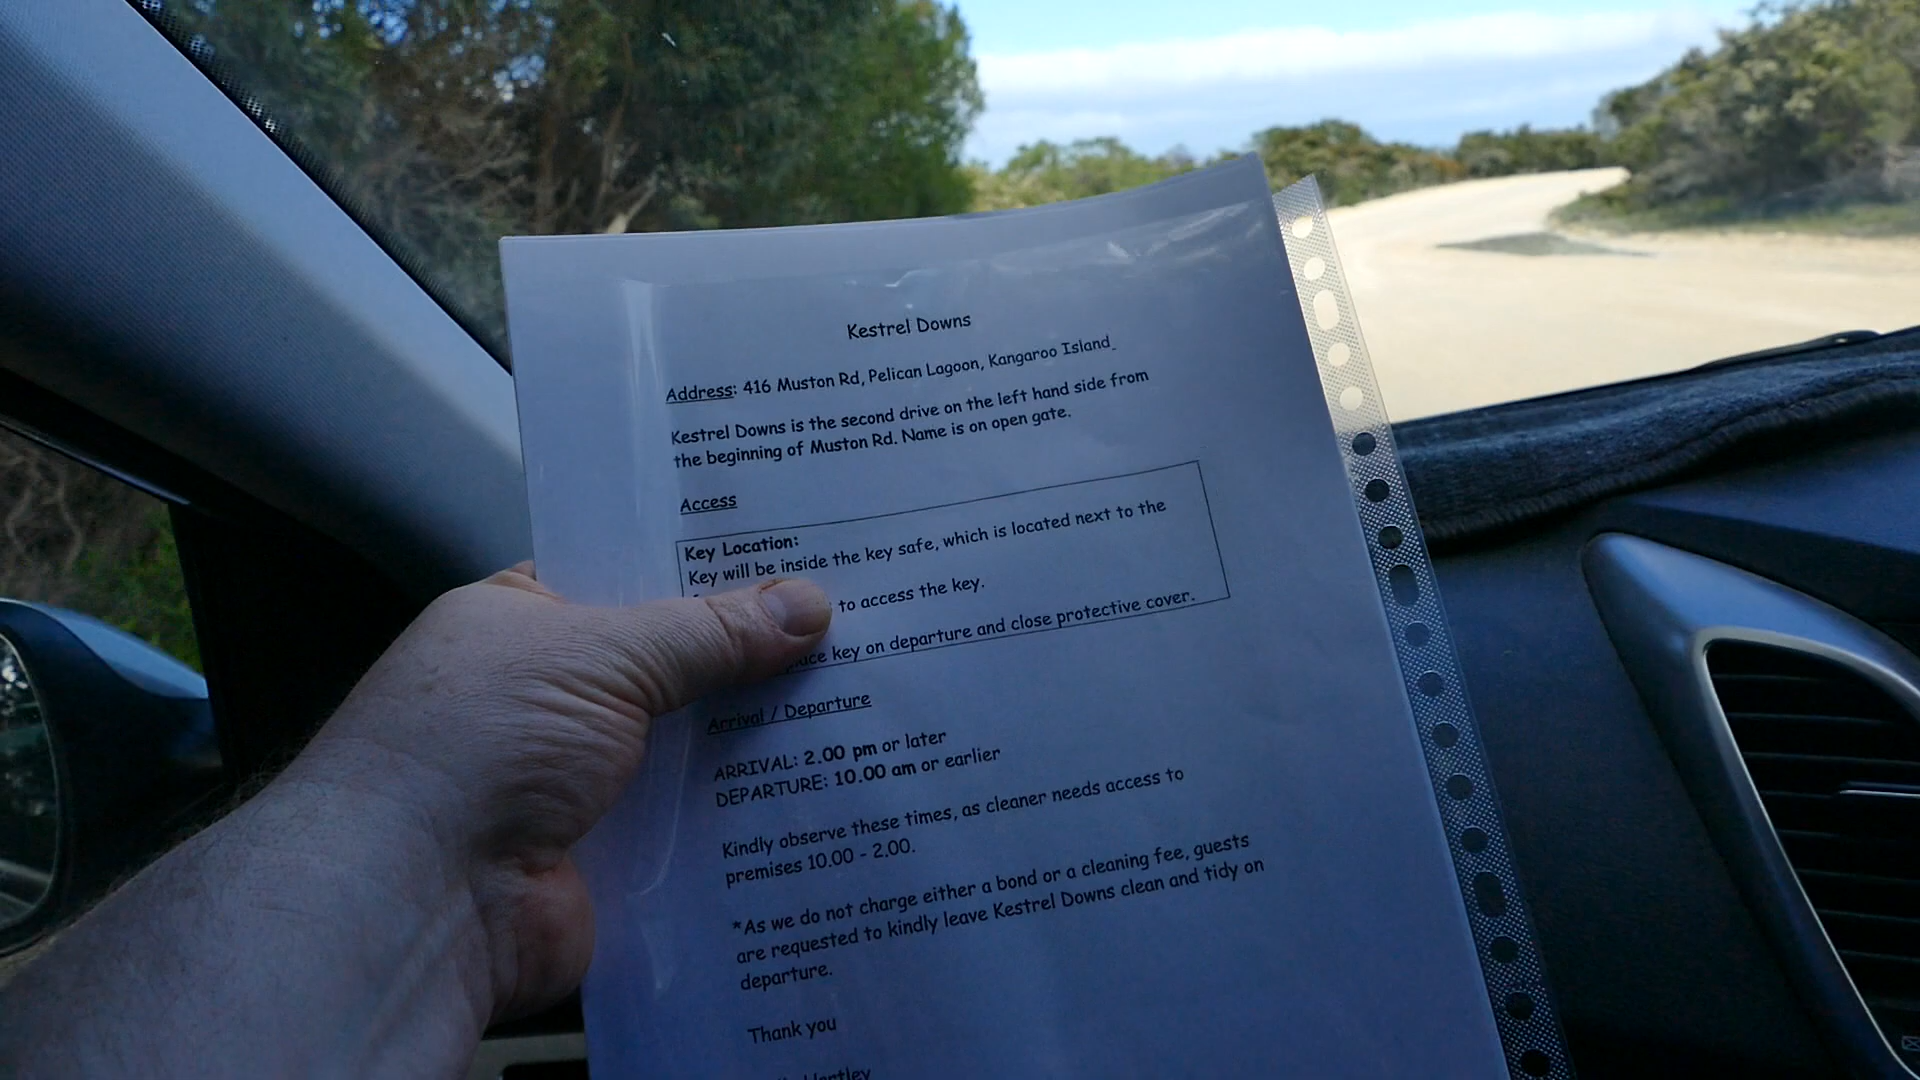 Kestrel Downs
Address: 416 Muston Rd, Pelican Lagoon, Kangaroo Island
Kestrel Downs is the second drive on the left hand side from
the beginning of Muston Rd. Name is on open gate.
Access
Key Location:
Key will be inside the key safe, which is located next to the
to access the key.
key on departure and close protective cover.
Arrival / Departure
ARRIVAL: 2.00 pm or later
DEPARTURE: 10.00 am or earlier
Kindly observe these times, as cleaner needs access to
premises 10.00 - 2.00.
*As we do not charge either a bond or a cleaning fee, guests
are requested to kindly leave Kestrel Downs clean and tidy on
departure.
Thank you